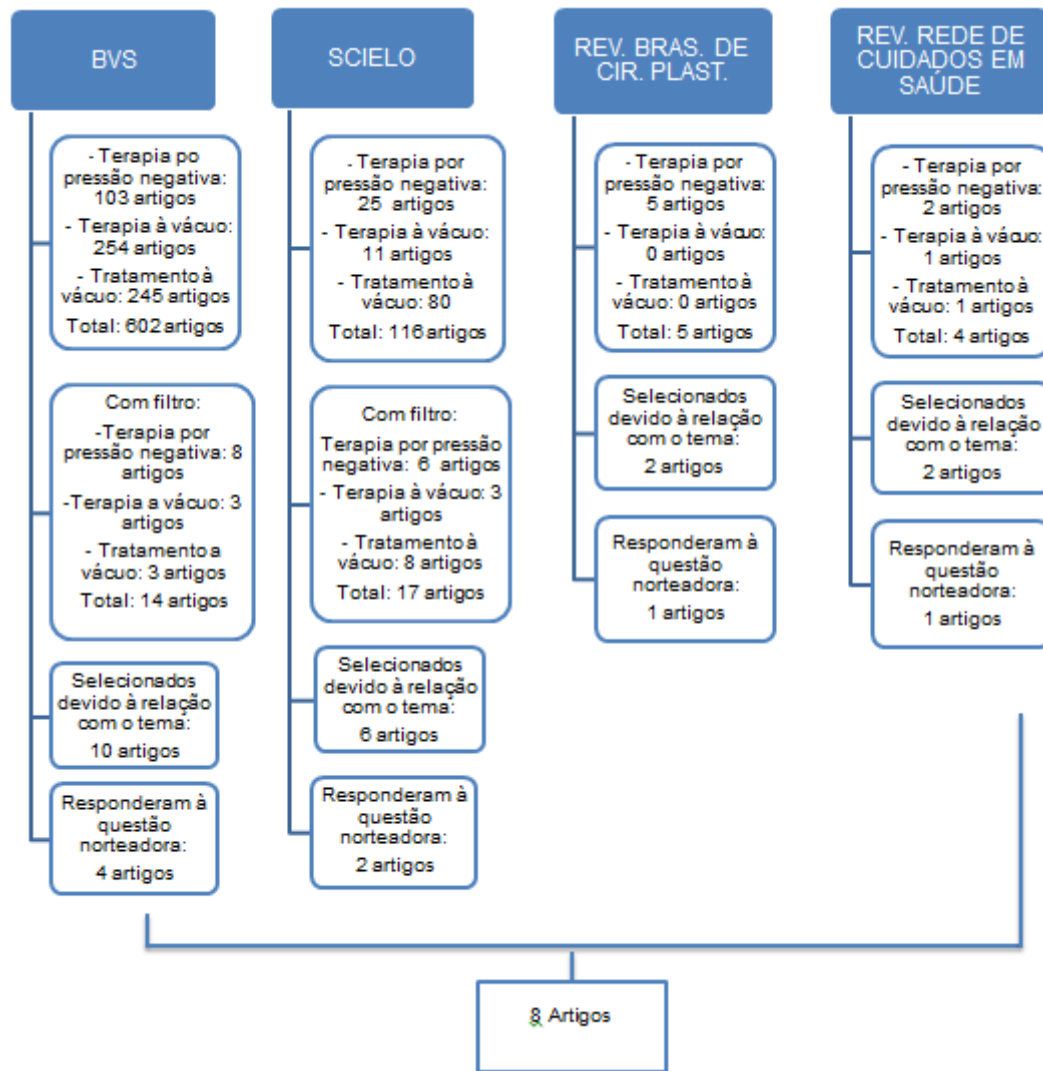 BVS
- Terapia po
pressão negativa:
103 artigos
- Terapia à vácuo:
254 artigos
- Tratamento à
vácuo: 245 artigos
Total: 602 artigos
Com filtro:
-Terapia por
pressão negativa: 8
artigos
-Terapia a vácuo: 3
artigos
- Tratamento a
vácuo: 3 artigos
Total: 14 artigos
Selecionados
devido à relação
com o tema:
10 artigos
Responderam à
questão
norteadora:
4 artigos
SCIELO
- Terapia por
pressão negativa:
25 artigos
- Terapia à vácuo:
11 artigos
- Tratamento à
vácuo: 80
Total: 116 artigos
Com filtro:
Terapia por pressão
negativa: 6 artigos
- Terapia à vácuo: 3
artigos
- Tratamento à
vácuo: 8 artigos
Total: 17 artigos
Selecionados
devido à relação
com o tema:
6 artigos
Responderam à
questão
norteadora:
2 artigos
REV. BRAS. DE
CIR. PLAST.
- Terapia por
pressão negativa:
5 artigos
- Terapia à vácuo:
0 artigos
- Tratamento à
vácuo: 0 artigos
Total: 5 artigos
Selecionados
devido à relação
com o tema:
2 artigos
Responderam à
questão
norteadora:
1 artigos
REV. REDE DE
CUIDADOS EM
SAÚDE
- Terapia por
pressão negativa:
2 artigos
- Terapia à vácuo:
1 artigos
- Tratamento à
vácuo: 1 artigos
Total: 4 artigos
Selecionados
devido à relação
com o tema:
2 artigos
Responderam à
questão
norteadora:
1 artigos
8 Artigos